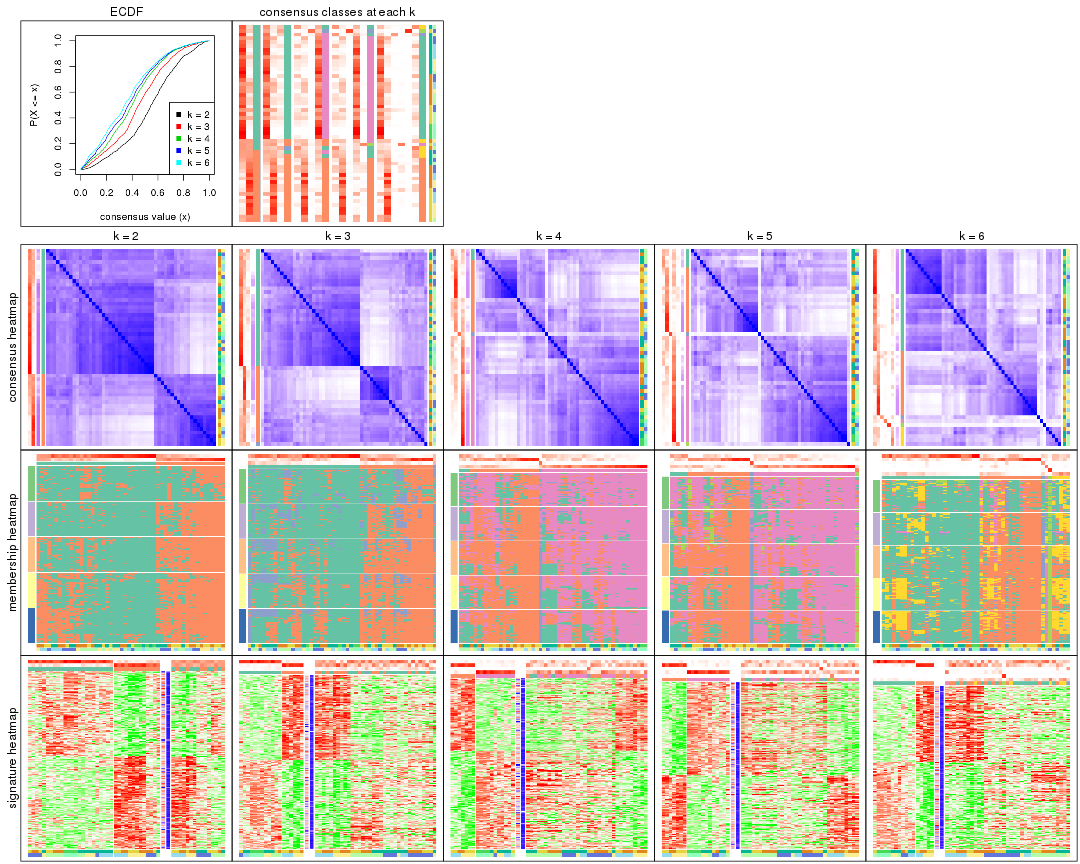 ECDF
consensus classes at each k
P(X <= x)
0.0 0.2 0.4 0.6 0.8 1.0
k = 2
k = 3
k = 4
k = 5
k = 6
0.0 0.2 0.4 0.6 0.8 1.0
consensus value (x)
k = 2
k = 3
k = 4
k = 5
k = 6
consensus heatmap
membership heatmap
signature heatmap